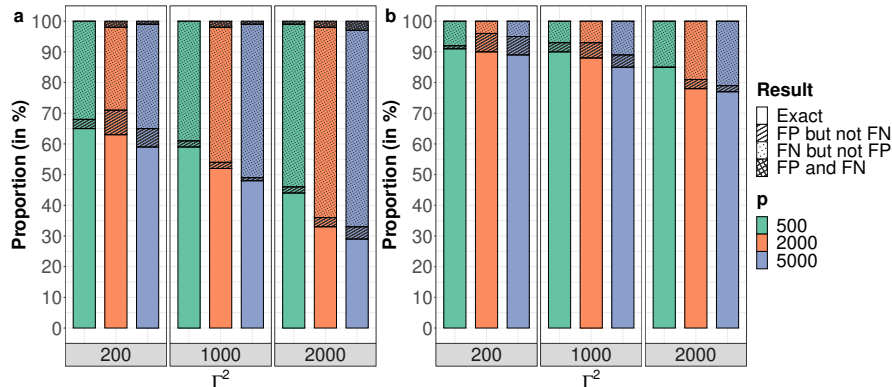 a
Proportion (in %)
100
90
80
70
60
50
40
30
20
10
0
200 1000 2000
Γ²
b
Proportion (in %)
100
90
80
70
60
50
40
30
20
10
0
200 1000 2000
Γ²
Result
Exact
FP but not FN
FN but not FP
FP and FN
p
500
2000
5000